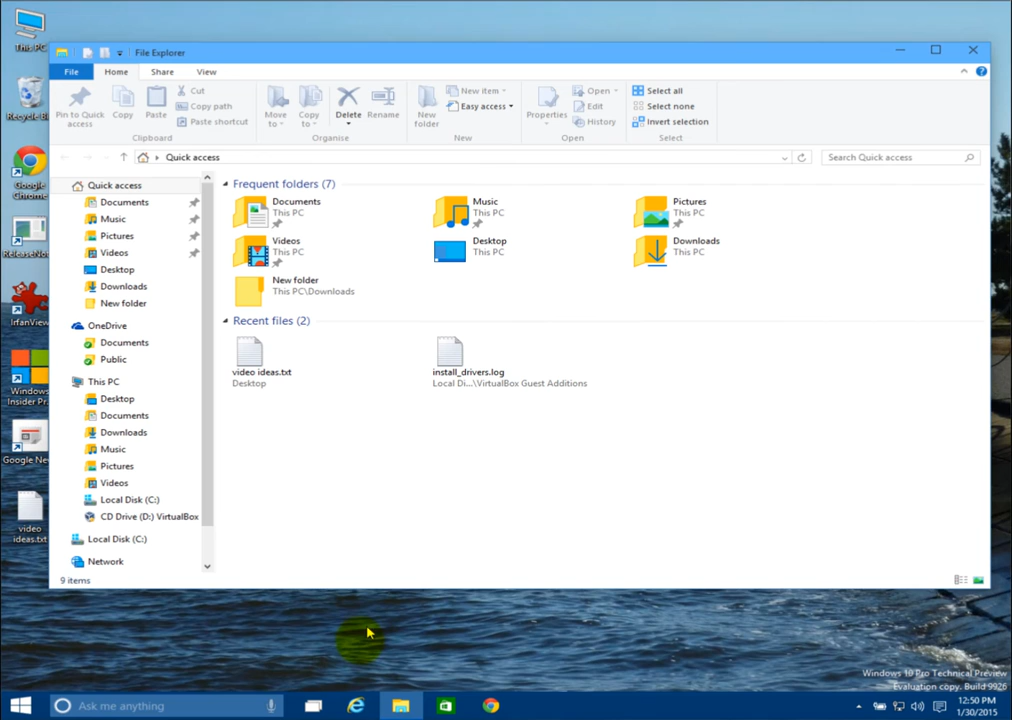 This PC
Recycle Bi
Google
Chrome
ReleaseNo
IrfanView
Windows
Insider Pr...
Google Ne
video
ideas.txt
File Explorer
File
Home
Share
View
Pin to Quick
access
Copy
Paste
Cut
Copy path
Paste shortcut
Clipboard
Move
to
Copy
to
Delete
Rename
Organise
New
folder
New item
Easy access
New
Properties
Open
Edit
History
Open
Select all
Select none
Invert selection
Select
Quick access
Search Quick access
Quick access
Documents
Music
Pictures
Videos
Desktop
Downloads
New folder
OneDrive
Documents
Public
This PC
Desktop
Documents
Downloads
Music
Pictures
Videos
Local Disk (C:)
CD Drive (D:) VirtualBox
Local Disk (C:)
Network
Frequent folders (7)
Documents
This PC
Music
This PC
Pictures
This PC
Videos
This PC
Desktop
This PC
Downloads
This PC
New folder
This PC\Downloads
Recent files (2)
video ideas.txt
Desktop
install_drivers.log
Local Di...\VirtualBox Guest Additions
9 items
Windows 10 Pro Technical Preview
Evaluation copy. Build 9926
Ask me anything
12:50 PM
1/30/2015